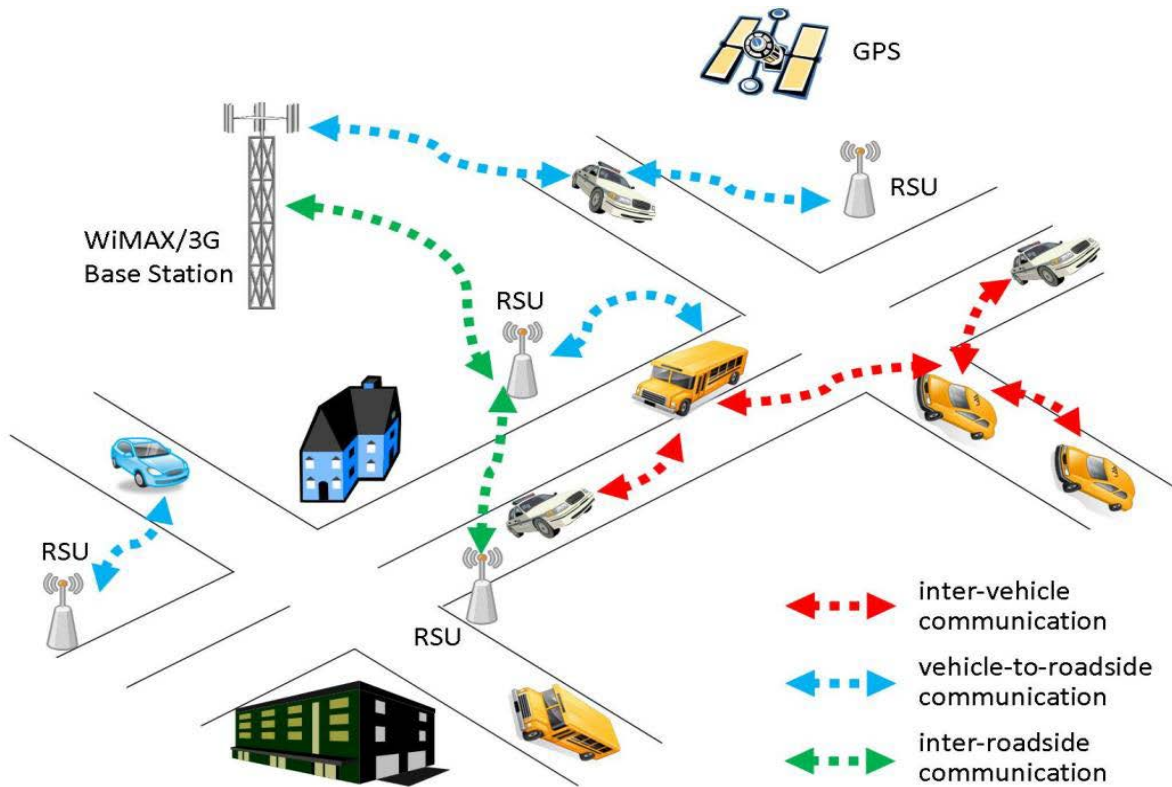 GPS
RSU
WiMAX/3G
Base Station
RSU
RSU
RSU
inter-vehicle
communication
vehicle-to-roadside
communication
inter-roadside
communication